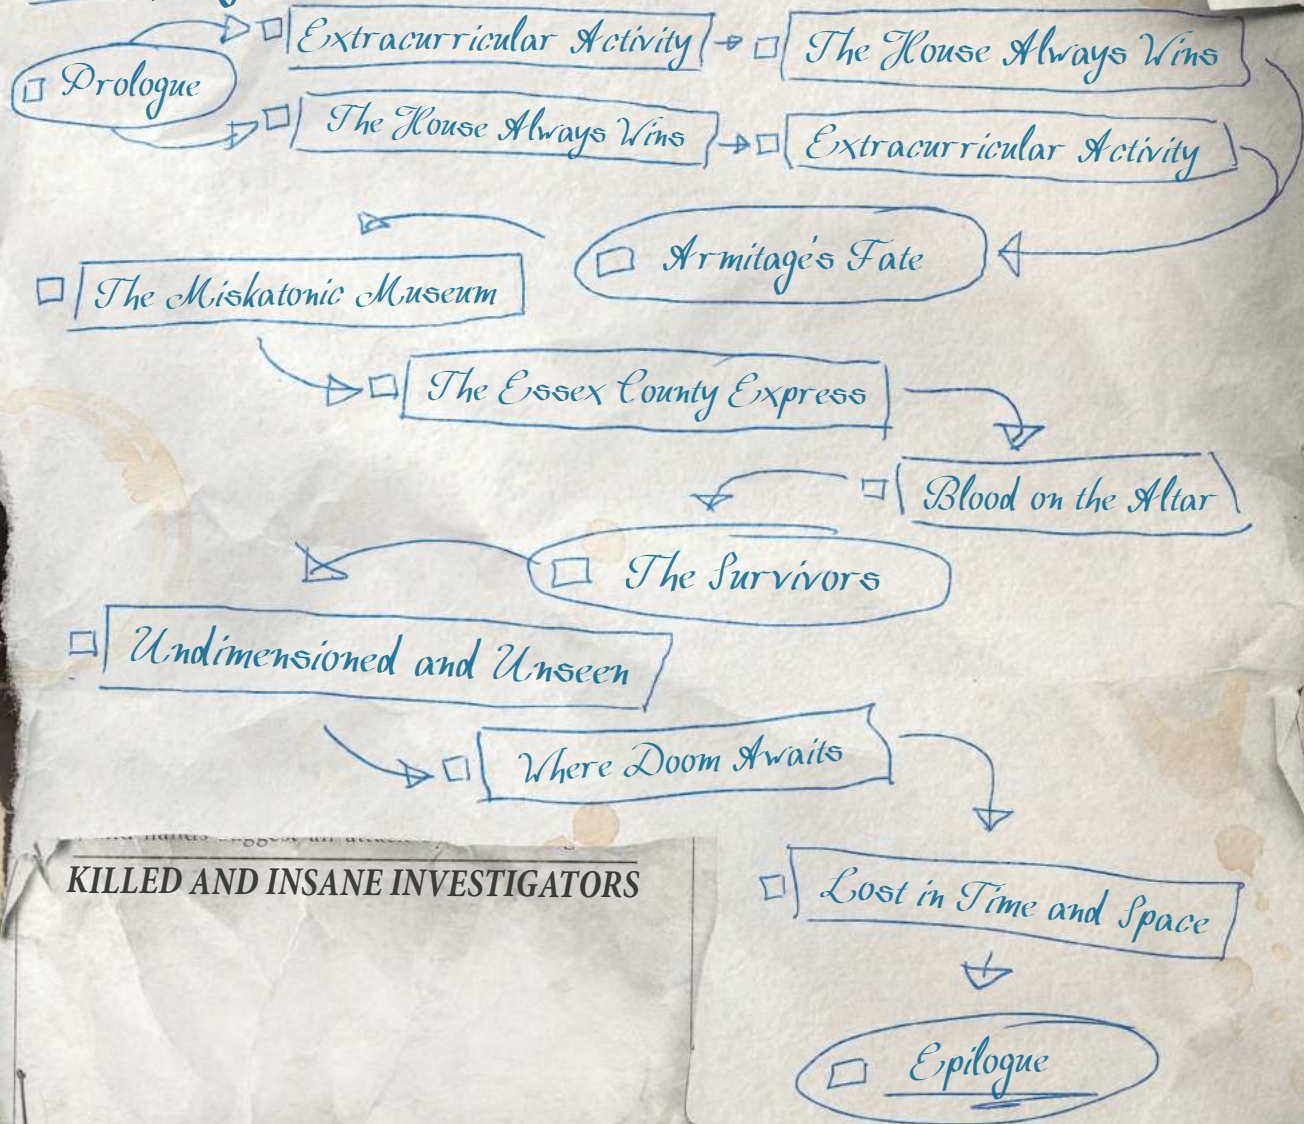 Extracurricular Activity
The House Always Wins
Prologue
The House Always Wins
Extracurricular Activity
Armitage's Fate
The Miskatonic Museum
The Essex County Express
Blood on the Altar
The Survivors
Undimensioned and Unseen
Where Doom Awaits
KILLED AND INSANE INVESTIGATORS
Lost in Time and Space
Epilogue